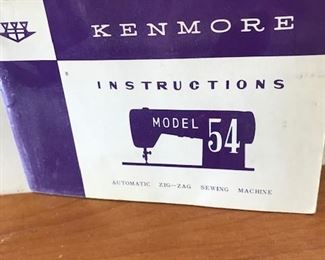 KENMORE
INSTRUCTIONS
MODEL 54
AUTOMATIC ZIG-ZAG SEWING MACHINE